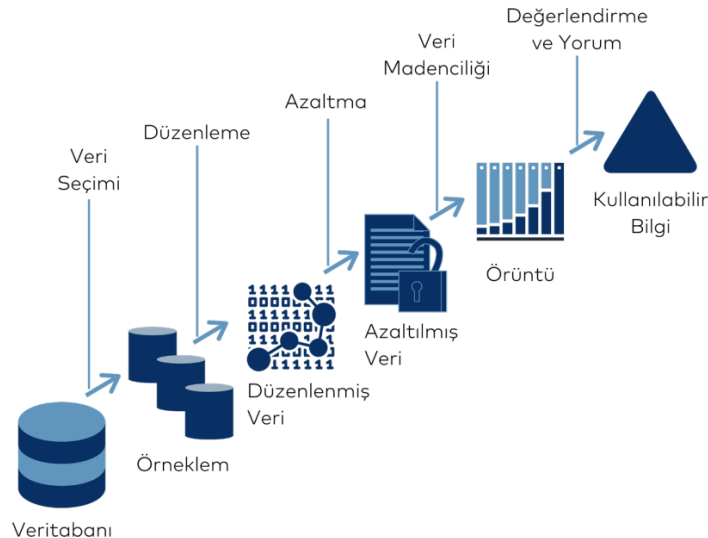 Değerlendirme
ve Yorum
Veri
Madenciliği
Azaltma
Düzenleme
Veri
Seçimi
Kullanılabilir
Bilgi
Örüntü
Azaltılmış
Veri
Düzenlenmiş
Veri
Örneklem
Veritabanı